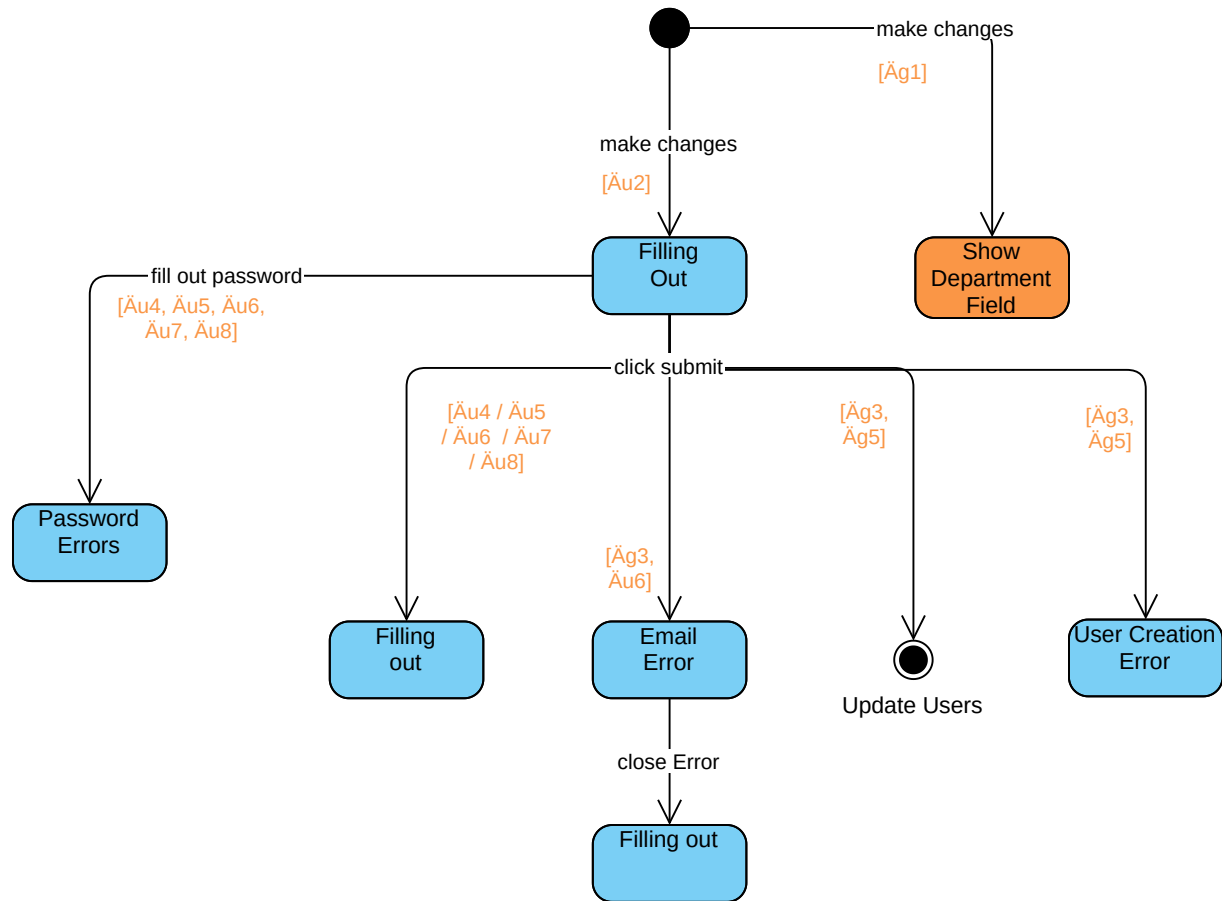 make changes
[Äg1]
make changes
[Äu2]
Filling
Out
Show
Department
Field
fill out password
[Äu4, Äu5, Äu6,
Äu7, Äu8]
click submit
[Äu4 / Äu5
/ Äu6  / Äu7
/ Äu8]
[Äg3,
Äg5]
[Äg3,
Äg5]
Password
Errors
[Äg3,
Äu6]
Filling
out
Email
Error
User Creation
Error
Update Users
close Error
Filling out